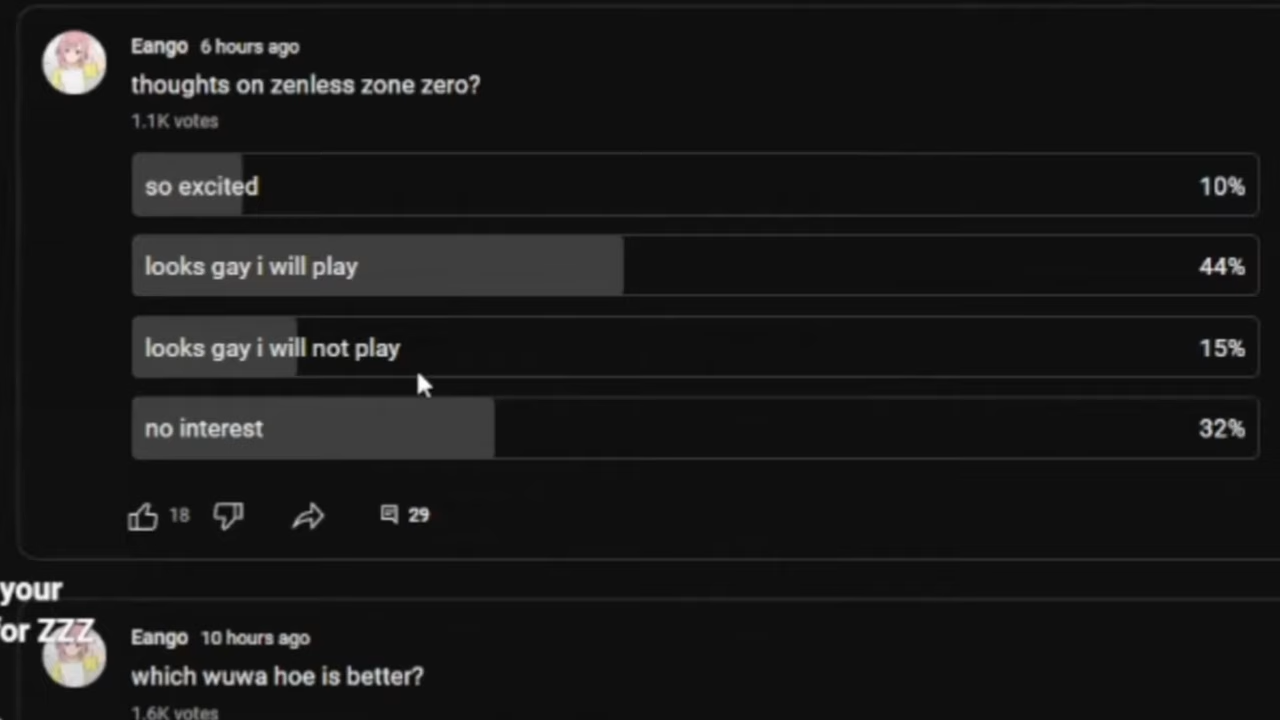 Eango 6 hours ago
thoughts on zenless zone zero?
1.1K votes
so excited 10%
looks gay i will play 44%
looks gay i will not play 15%
no interest 32%
18 29
your
for ZZZ
Eango 10 hours ago
which wuwa hoe is better?
1.6K votes